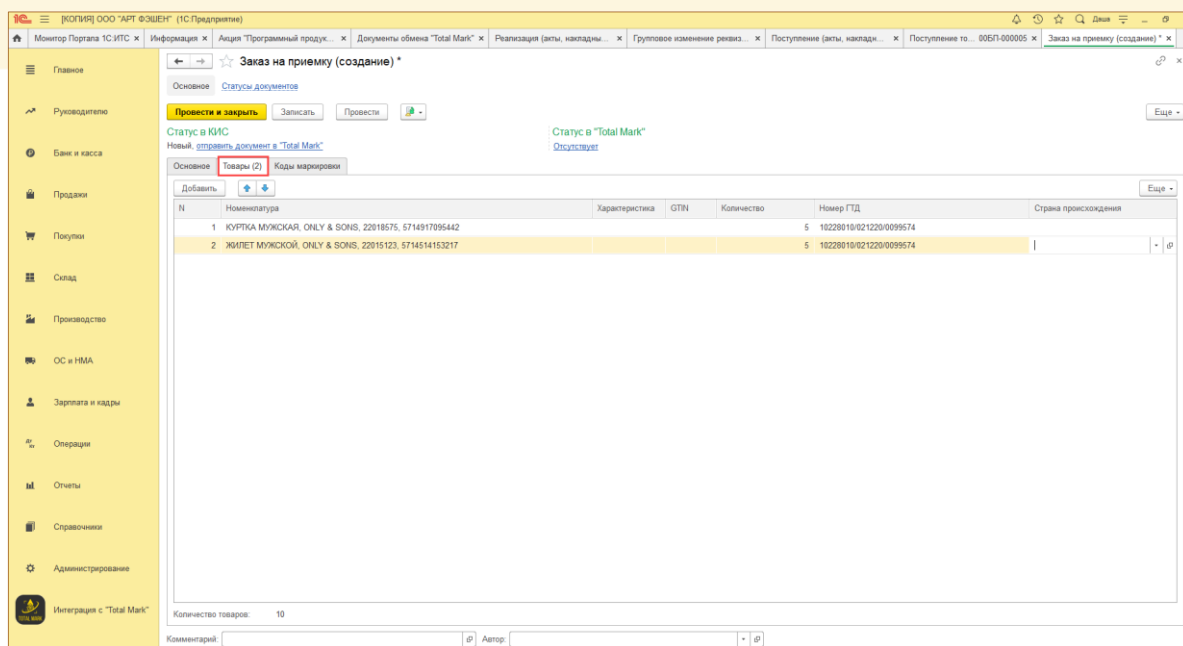 1С [КОПИЯ] ООО "АРТ ФЭШЕН" (1С:Предприятие) Даша
Монитор Портала 1С:ИТС × Информация × Акция "Программный продук... × Документы обмена "Total Mark" × Реализация (акты, накладны... × Групповое изменение реквиз... × Поступление (акты, накладн... × Поступление то... 00БП-000005 × Заказ на приемку (создание) * ×
Главное
Руководителю
Банк и касса
Продажи
Покупки
Склад
Производство
ОС и НМА
Зарплата и кадры
Операции
Отчеты
Справочники
Администрирование
TOTAL MARK
Интеграция с "Total Mark"
Заказ на приемку (создание) *
Основное Статусы документов
Провести и закрыть Записать Провести Еще
Статус в КИС Статус в "Total Mark"
Новый, отправить документ в "Total Mark" Отсутствует
Основное Товары (2) Коды маркировки
Добавить Еще
N Номенклатура Характеристика GTIN Количество Номер ГТД Страна происхождения
1 КУРТКА МУЖСКАЯ, ONLY & SONS, 22018575, 5714917095442 5 10228010/021220/0099574
2 ЖИЛЕТ МУЖСКОЙ, ONLY & SONS, 22015123, 5714514153217 5 10228010/021220/0099574
Количество товаров: 10
Комментарий: Автор: